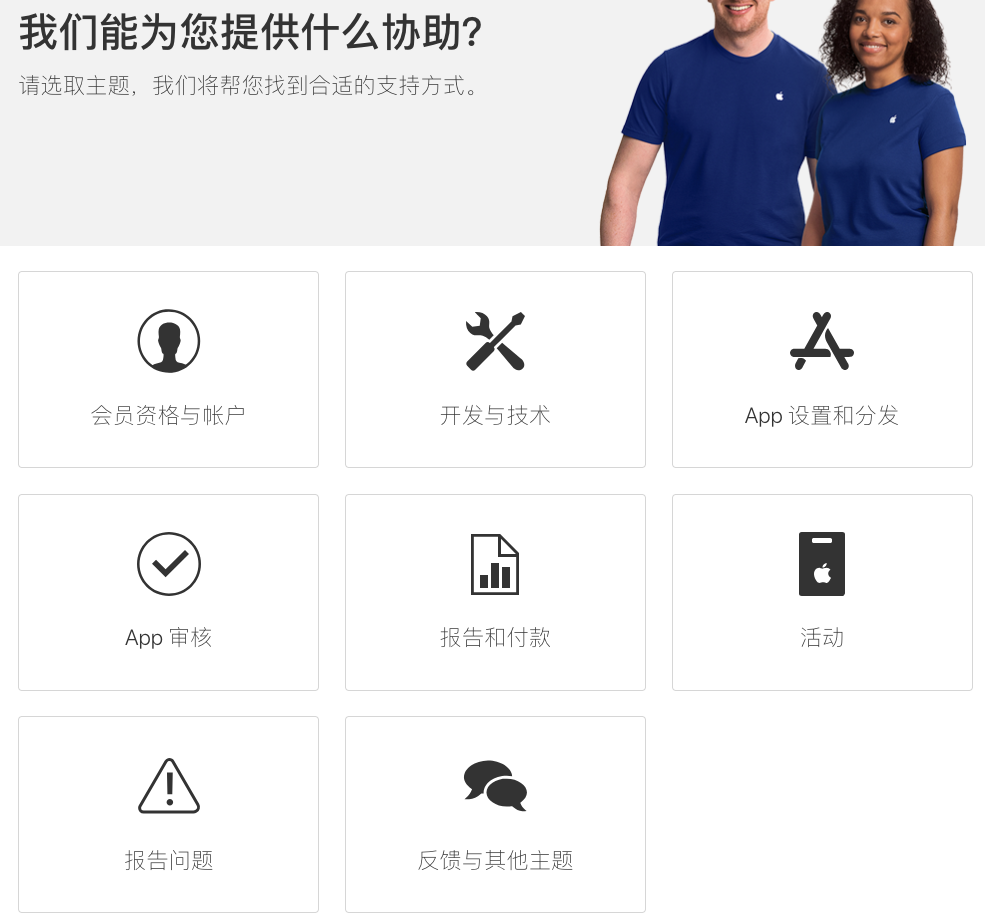 我们能为您提供什么协助?
请选取主题，我们将帮您找到合适的支持方式。
会员资格与帐户
开发与技术
App 设置和分发
App 审核
报告和付款
活动
报告问题
反馈与其他主题